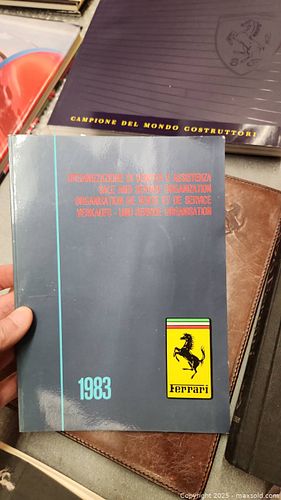 CAMPIONE DEL MONDO COSTRUTTORI
ORGANIZZAZIONE DI VENDITA E ASSISTENZA
SALE AND SERVICE ORGANIZATION
ORGANISATION DE VENTE ET DE SERVICE
VERKAUFS - UND SERVICE-ORGANISATION
1983
Ferrari
Copyright 2025 - maxsold.com